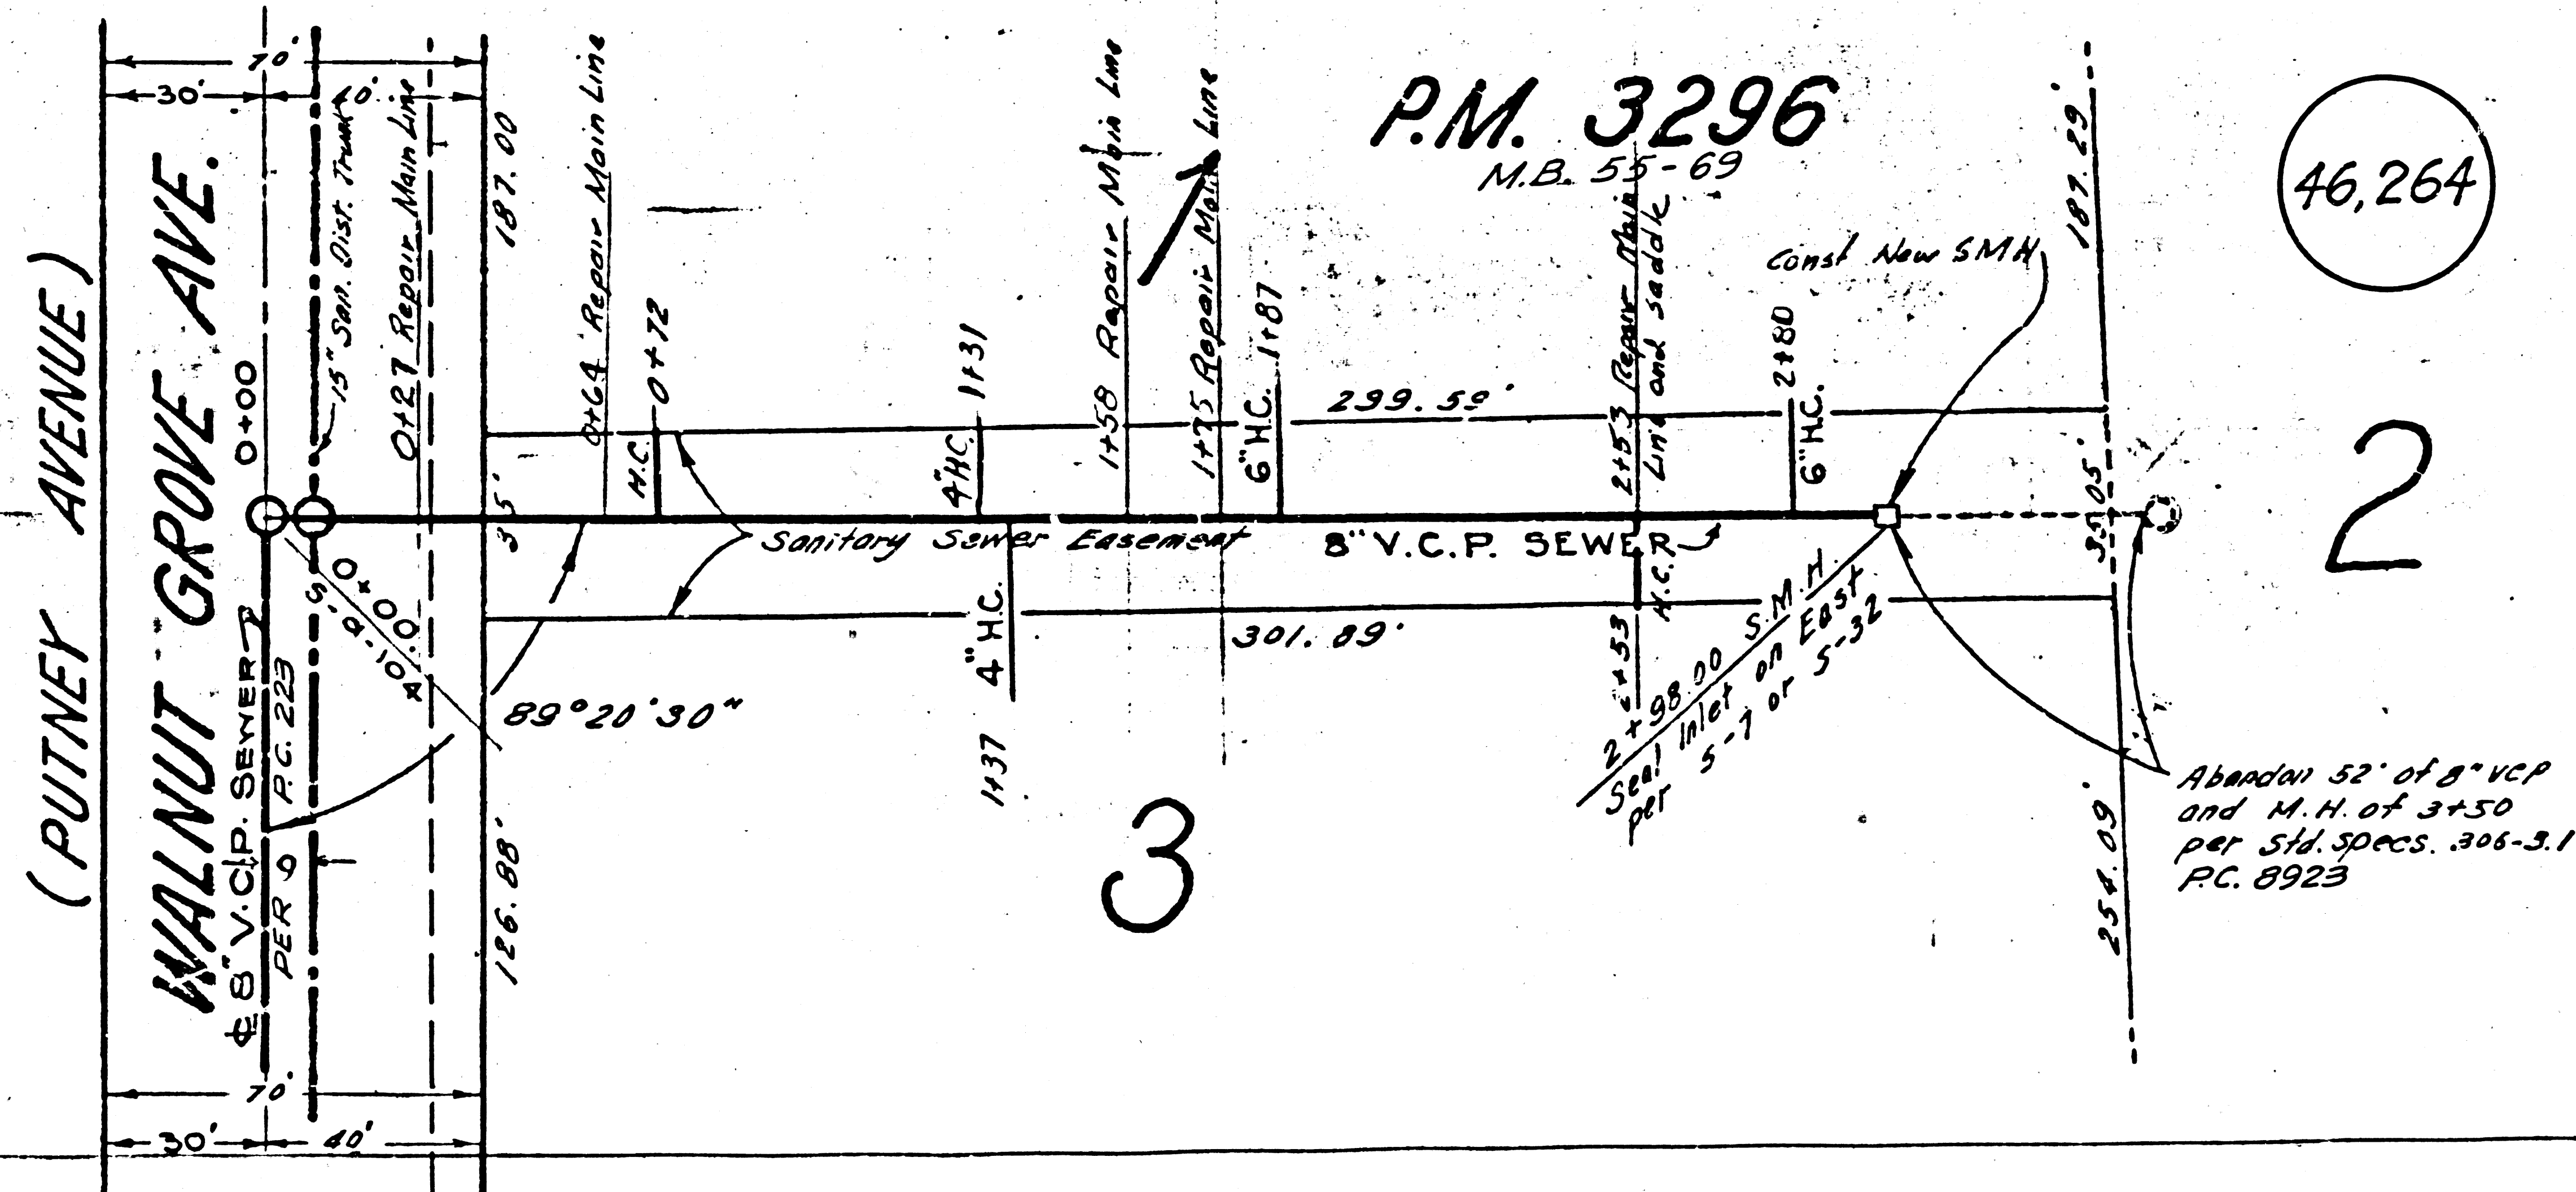 70'
30'
40'
(PUTNEY AVENUE)
WALNUT GROVE AVE.
0+00
15" San. Dist. Trunk
0+27 Repair Main Line
187.00
0+64 Repair Main Line
H.C. 0+72
4" H.C. 1+31
1+58 Repair Main Line
1+75 Repair Main Line
6" H.C. 1+87
P.M. 3296
M.B. 55-69
299.59'
2+53 Repair Main
Line and saddle
2+80
6" H.C.
Const New SMH
187.29'
46,264
2
35'
35.05'
Sanitary Sewer Easement
8" V.C.P. SEWER
0+00
S-a-10A
4" H.C.
1+37
301.89'
2+53
H.C.
2+98.00 S.M.H.
Seal Inlet on East
per S-7 or S-32
89°20'30"
℄ 8" V.C.P. SEWER
PER P.C. 223
9
126.88'
3
254.09'
Abandon 52' of 8" vcp
and M.H. of 3+50
per Std. Specs. 306-3.1
P.C. 8923
70'
30'
40'